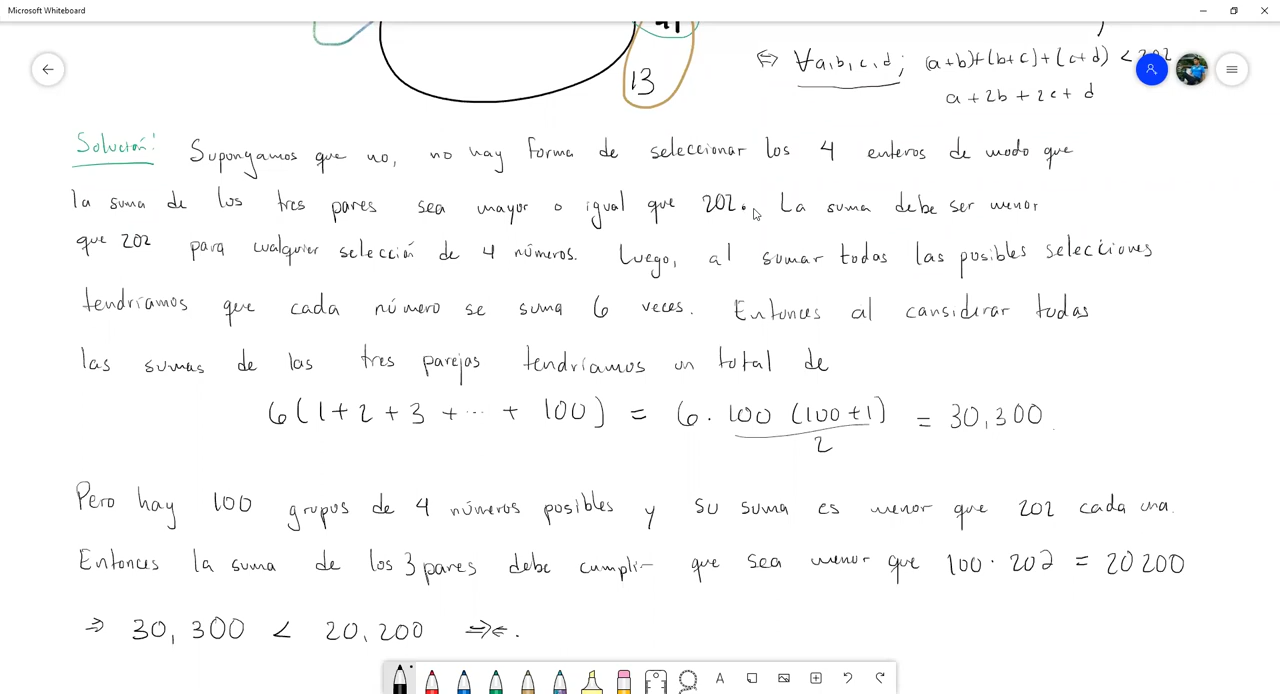 Microsoft Whiteboard
⇔ ∀a,b,c,d; (a+b)+(b+c)+(c+d) < 202
a + 2b + 2c + d
13
Solución: Supongamos que no, no hay forma de seleccionar los 4 enteros de modo que
la suma de los tres pares sea mayor o igual que 202. La suma debe ser menor
que 202 para cualquier selección de 4 números. Luego, al sumar todas las posibles selecciones
tendríamos que cada número se suma 6 veces. Entonces al considerar todas
las sumas de las tres parejas tendríamos un total de
6(1+2+3+...+100) = 6·100(100+1)/2 = 30,300.
Pero hay 100 grupos de 4 números posibles y su suma es menor que 202 cada una.
Entonces la suma de los 3 pares debe cumplir que sea menor que 100·202 = 20200
⇒ 30,300 < 20,200 ⇒⇐.
A